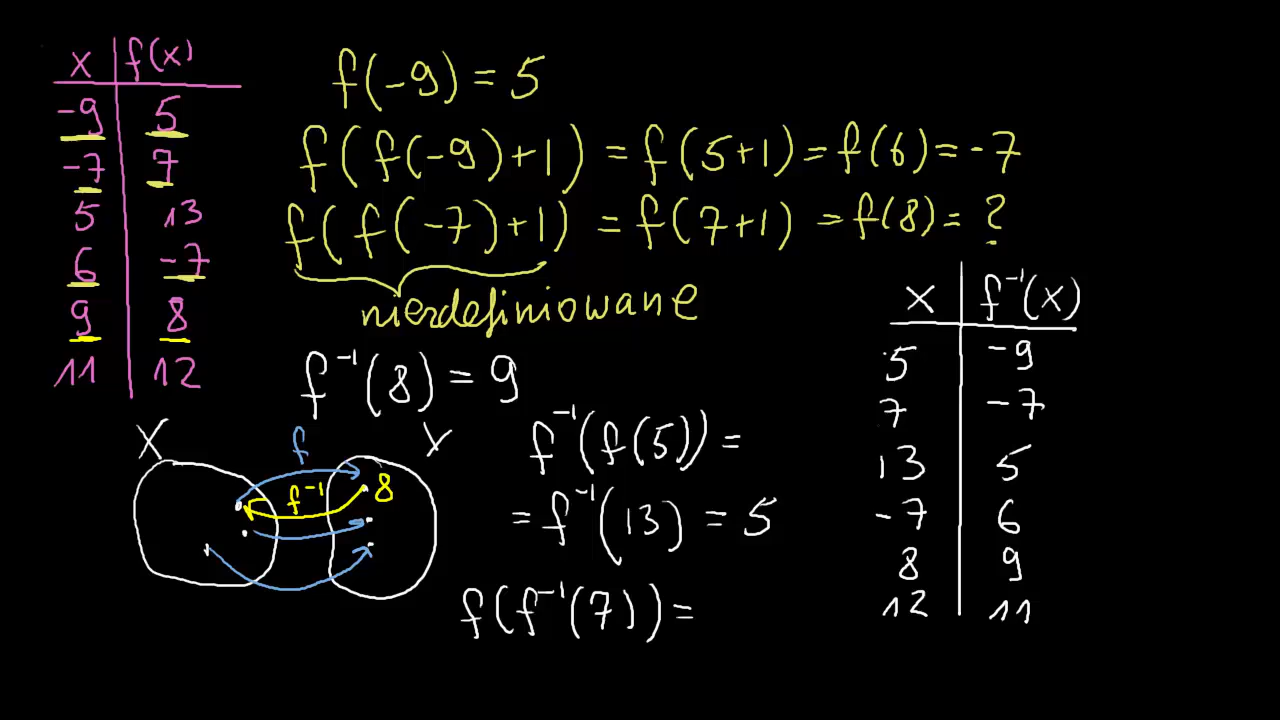 x f(x)
-9 5
-7 7
5 13
6 -7
9 8
11 12
f(-9) = 5
f(f(-9)+1) = f(5+1) = f(6) = -7
f(f(-7)+1) = f(7+1) = f(8) = ?
niezdefiniowane
f⁻¹(8) = 9
X f Y
f⁻¹ 8
f⁻¹(f(5)) =
= f⁻¹(13) = 5
f(f⁻¹(7)) =
x f⁻¹(x)
5 -9
7 -7
13 5
-7 6
8 9
12 11